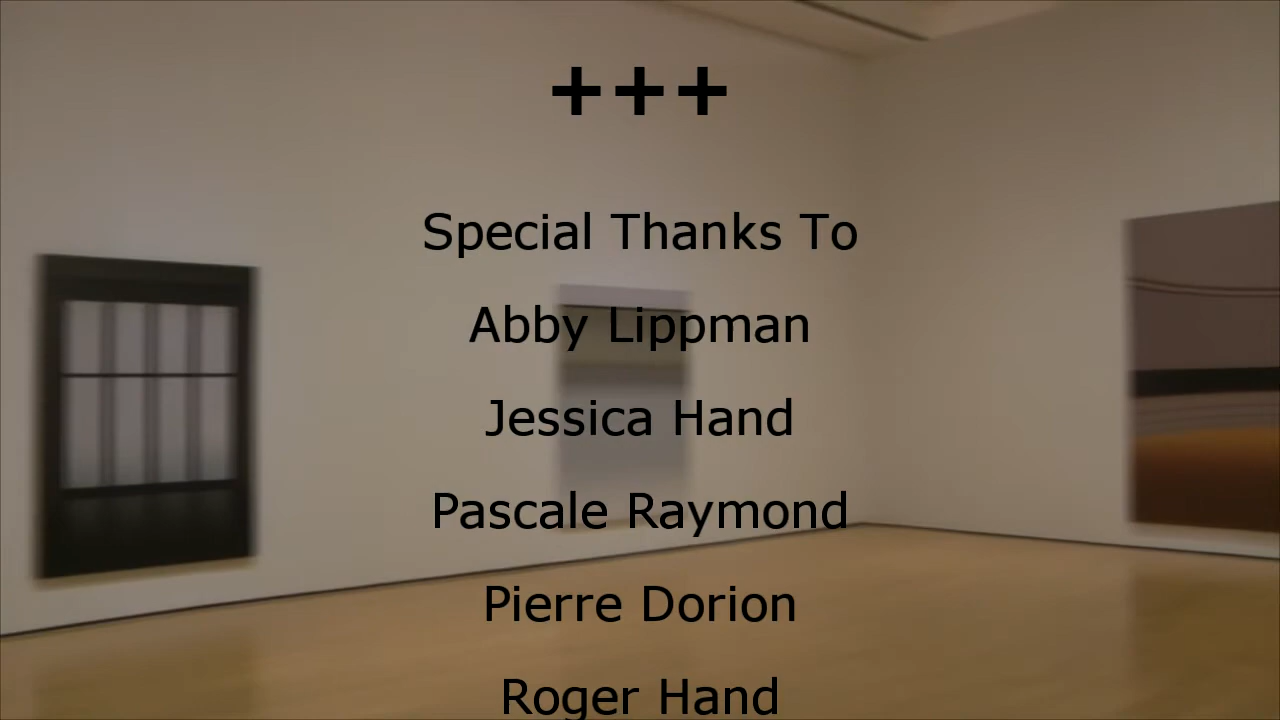 +++
Special Thanks To
Abby Lippman
Jessica Hand
Pascale Raymond
Pierre Dorion
Roger Hand